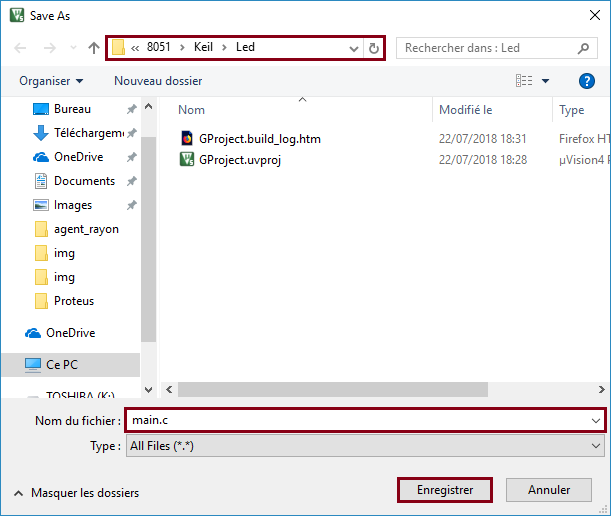 Save As
« 8051 › Keil › Led
Rechercher dans : Led
Organiser
Nouveau dossier
Nom
Modifié le
Type
Bureau
Téléchargeme
OneDrive
Documents
Images
agent_rayon
img
img
Proteus
OneDrive
Ce PC
TOSHIBA (K:)
GProject.build_log.htm
22/07/2018 18:31
Firefox HT
GProject.uvproj
22/07/2018 18:28
µVision4 P
Nom du fichier :
main.c
Type :
All Files (*.*)
Masquer les dossiers
Enregistrer
Annuler